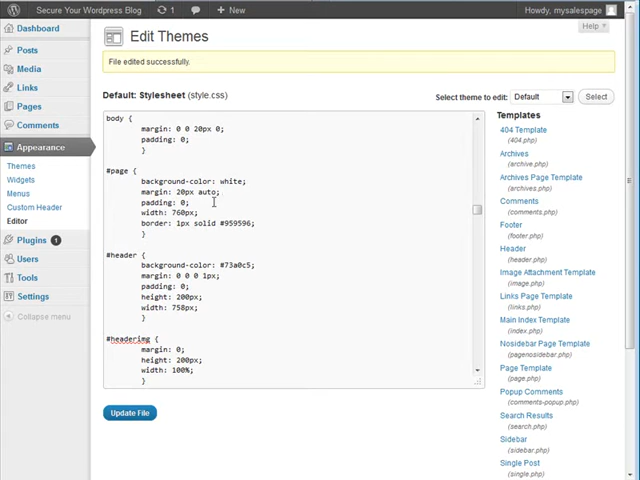 Secure Your Wordpress Blog 1 + New Howdy, mysalespage
Help
Dashboard
Posts
Media
Links
Pages
Comments
Appearance
Themes
Widgets
Menus
Custom Header
Editor
Plugins 1
Users
Tools
Settings
Collapse menu
Edit Themes
File edited successfully.
Default: Stylesheet (style.css)
Select theme to edit: Default Select
body {
margin: 0 0 20px 0;
padding: 0;
}
#page {
background-color: white;
margin: 20px auto;
padding: 0;
width: 760px;
border: 1px solid #959596;
}
#header {
background-color: #73a0c5;
margin: 0 0 0 1px;
padding: 0;
height: 200px;
width: 758px;
}
#headerimg {
margin: 0;
height: 200px;
width: 100%;
}
Update File
Templates
404 Template
(404.php)
Archives
(archive.php)
Archives Page Template
(archives.php)
Comments
(comments.php)
Footer
(footer.php)
Header
(header.php)
Image Attachment Template
(image.php)
Links Page Template
(links.php)
Main Index Template
(index.php)
Nosidebar Page Template
(pagenosidebar.php)
Page Template
(page.php)
Popup Comments
(comments-popup.php)
Search Results
(search.php)
Sidebar
(sidebar.php)
Single Post
(single.php)